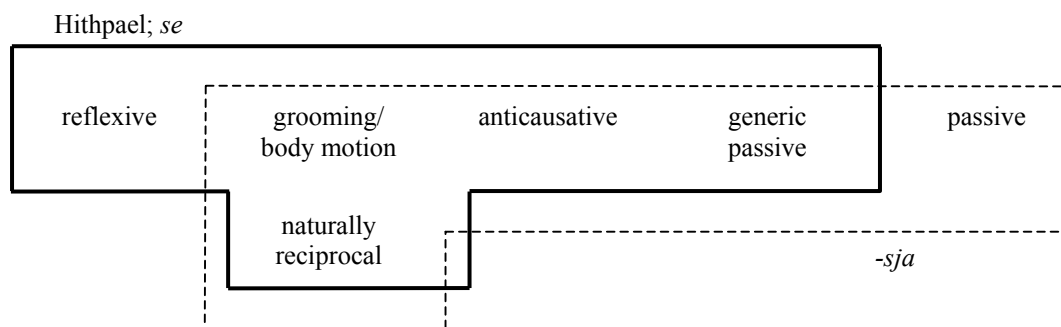 Hithpael; se
reflexive
grooming/
body motion
anticausative
generic
passive
passive
naturally
reciprocal
-sja